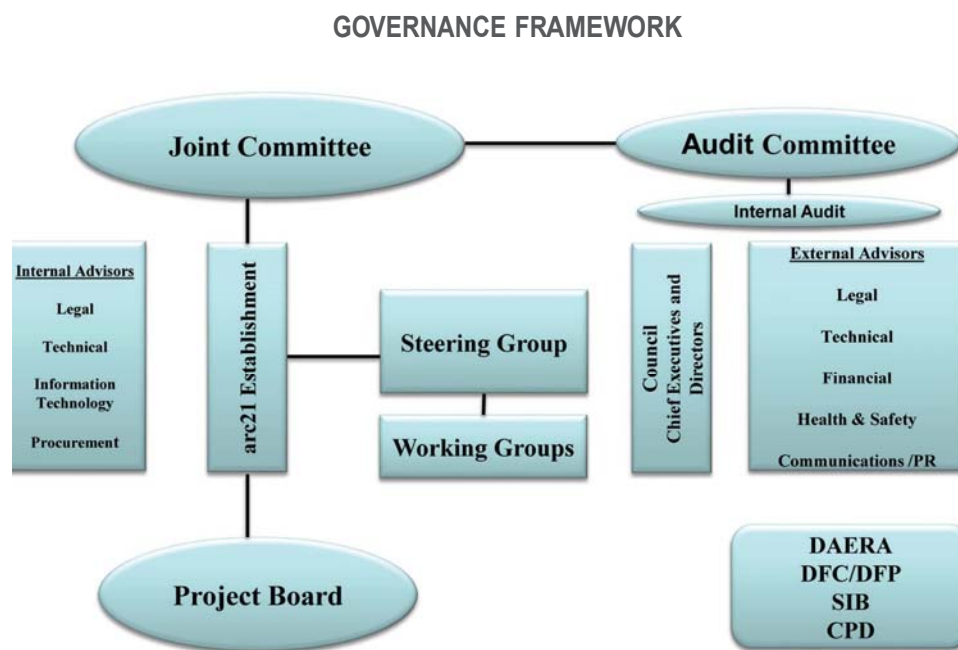 GOVERNANCE FRAMEWORK
Joint Committee
Audit Committee
Internal Audit
Internal Advisors
Legal
Technical
Information
Technology
Procurement
arc21 Establishment
Steering Group
Working Groups
Council
Chief Executives and
Directors
External Advisors
Legal
Technical
Financial
Health & Safety
Communications /PR
Project Board
DAERA
DFC/DFP
SIB
CPD